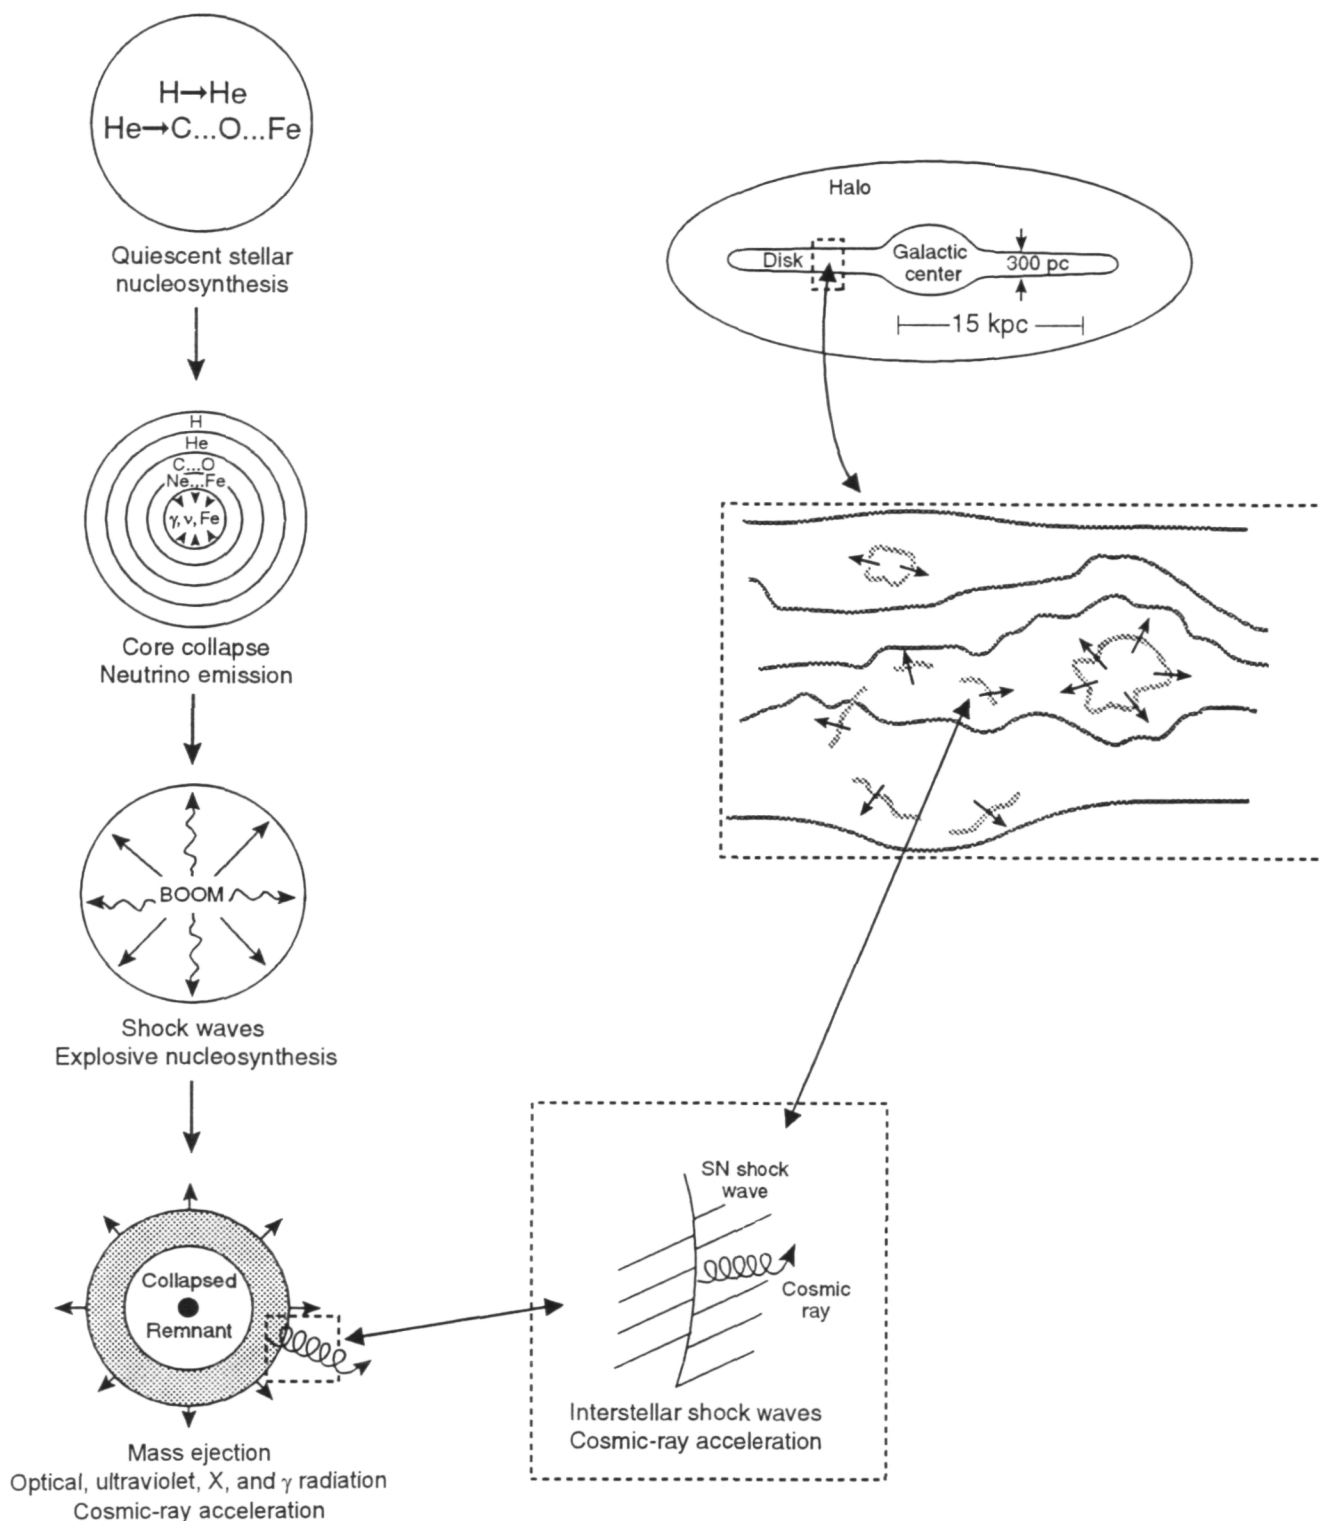 H→He
He→C...O...Fe
Quiescent stellar
nucleosynthesis
H
He
C...O
Ne...Fe
γ, ν, Fe
Core collapse
Neutrino emission
BOOM
Shock waves
Explosive nucleosynthesis
Collapsed
Remnant
Mass ejection
Optical, ultraviolet, X, and γ radiation
Cosmic-ray acceleration
Halo
Disk
Galactic
center
300 pc
15 kpc
SN shock
wave
Cosmic
ray
Interstellar shock waves
Cosmic-ray acceleration